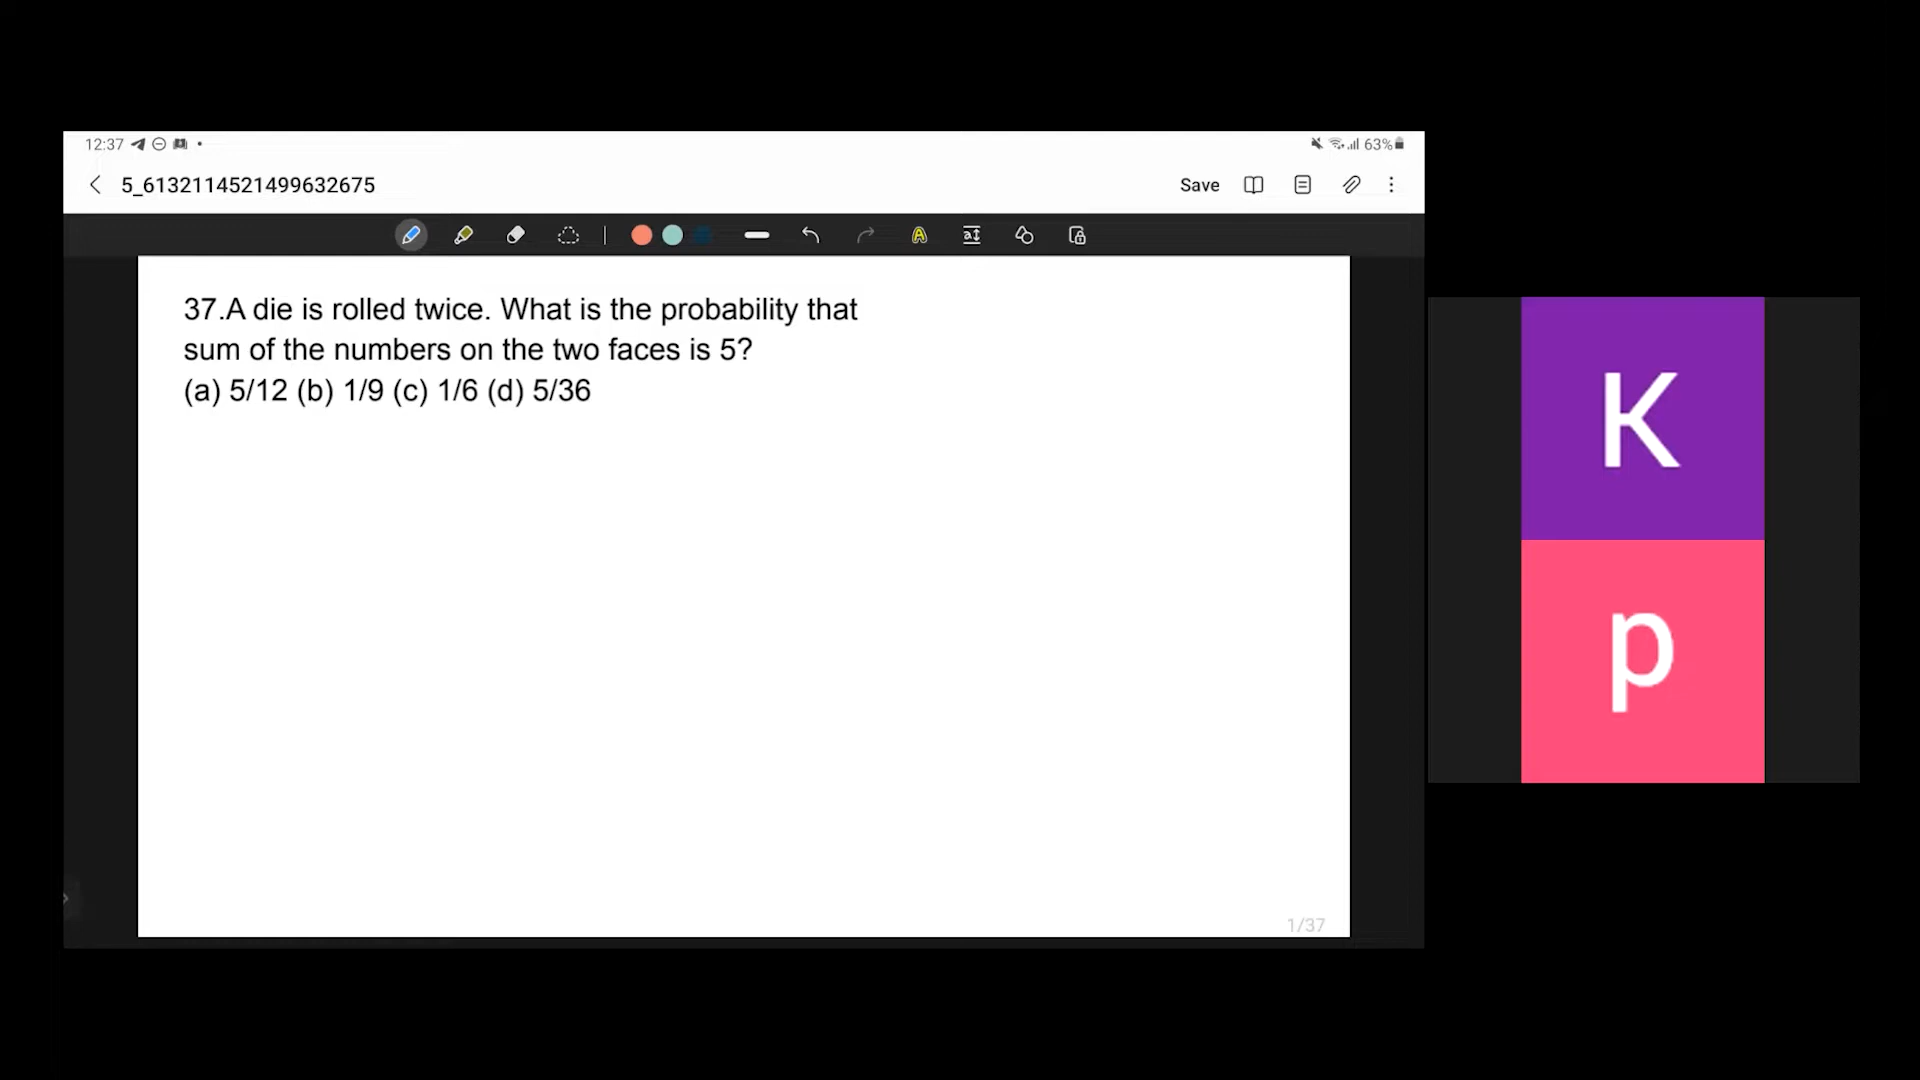 12:37
63%
5_6132114521499632675
Save
37.A die is rolled twice. What is the probability that
sum of the numbers on the two faces is 5?
(a) 5/12 (b) 1/9 (c) 1/6 (d) 5/36
1/37
K
p